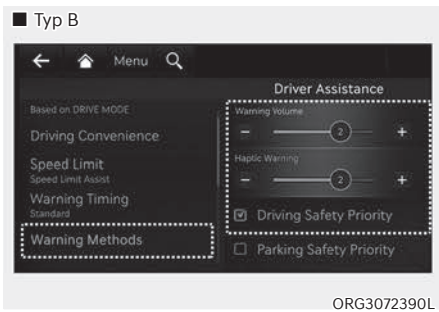 ■ Typ B
Menu
Driver Assistance
Based on DRIVE MODE
Driving Convenience
Speed Limit
Speed Limit Assist
Warning Timing
Standard
Warning Methods
Warning Volume
- 2 +
Haptic Warning
- 2 +
Driving Safety Priority
Parking Safety Priority
ORG3072390L